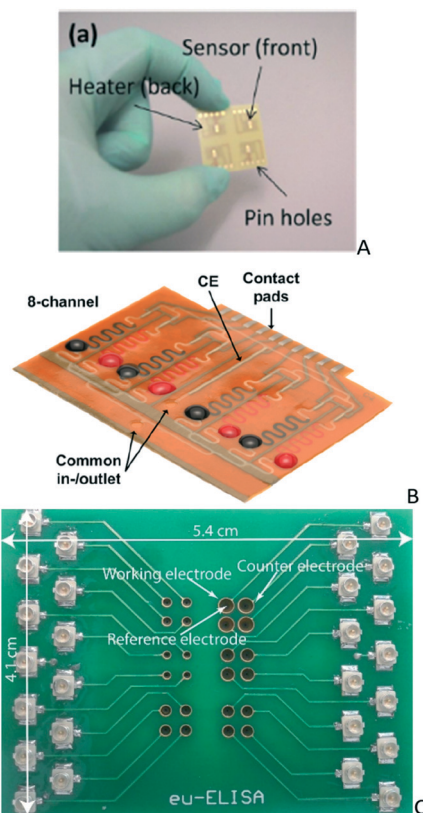 (a)
Sensor (front)
Heater (back)
Pin holes
A
CE
Contact
pads
8-channel
Common
in-/outlet
B
5.4 cm
Working electrode
Counter electrode
Reference electrode
4.1 cm
eu-ELISA
C